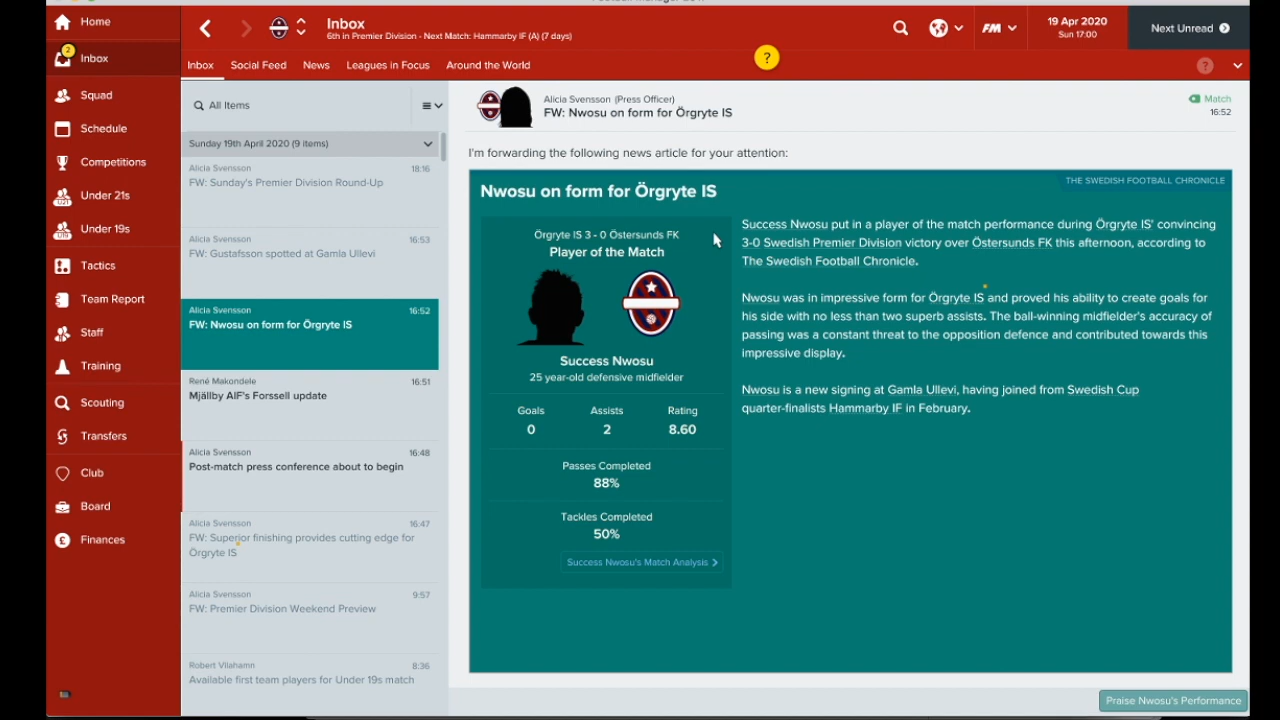 Home
Inbox
2
Squad
Schedule
Competitions
Under 21s
Under 19s
Tactics
Team Report
Staff
Training
Scouting
Transfers
Club
Board
Finances
Inbox
6th in Premier Division - Next Match: Hammarby IF (A) (7 days)
FM
19 Apr 2020
Sun 17:00
Next Unread
Inbox
Social Feed
News
Leagues in Focus
Around the World
?
?
All Items
Sunday 19th April 2020 (9 items)
Alicia Svensson 18:16
FW: Sunday's Premier Division Round-Up
Alicia Svensson 16:53
FW: Gustafsson spotted at Gamla Ullevi
Alicia Svensson 16:52
FW: Nwosu on form for Örgryte IS
René Makondele 16:51
Mjällby AIF's Forssell update
Alicia Svensson 16:48
Post-match press conference about to begin
Alicia Svensson 16:47
FW: Superior finishing provides cutting edge for
Örgryte IS
Alicia Svensson 9:57
FW: Premier Division Weekend Preview
Robert Vilahamn 8:36
Available first team players for Under 19s match
Alicia Svensson (Press Officer)
FW: Nwosu on form for Örgryte IS
Match
16:52
I'm forwarding the following news article for your attention:
THE SWEDISH FOOTBALL CHRONICLE
Nwosu on form for Örgryte IS
Örgryte IS 3 - 0 Östersunds FK
Player of the Match
Success Nwosu
25 year-old defensive midfielder
Goals Assists Rating
0 2 8.60
Passes Completed
88%
Tackles Completed
50%
Success Nwosu's Match Analysis
Success Nwosu put in a player of the match performance during Örgryte IS' convincing
3-0 Swedish Premier Division victory over Östersunds FK this afternoon, according to
The Swedish Football Chronicle.
Nwosu was in impressive form for Örgryte IS and proved his ability to create goals for
his side with no less than two superb assists. The ball-winning midfielder's accuracy of
passing was a constant threat to the opposition defence and contributed towards this
impressive display.
Nwosu is a new signing at Gamla Ullevi, having joined from Swedish Cup
quarter-finalists Hammarby IF in February.
Praise Nwosu's Performance